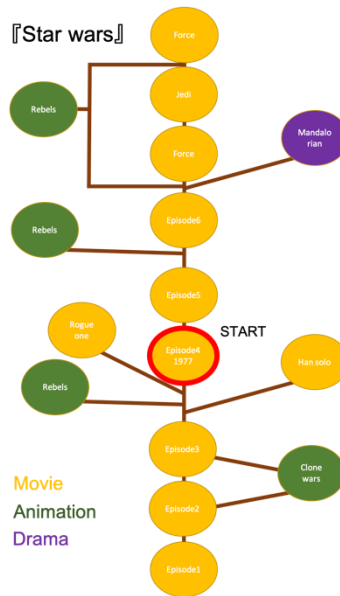 『Star wars』
Force
Jedi
Rebels
Mandalo
rian
Force
Episode6
Rebels
Episode5
START
Rogue
one
Episode4
1977
Han solo
Rebels
Episode3
Clone
wars
Movie
Episode2
Animation
Drama
Episode1